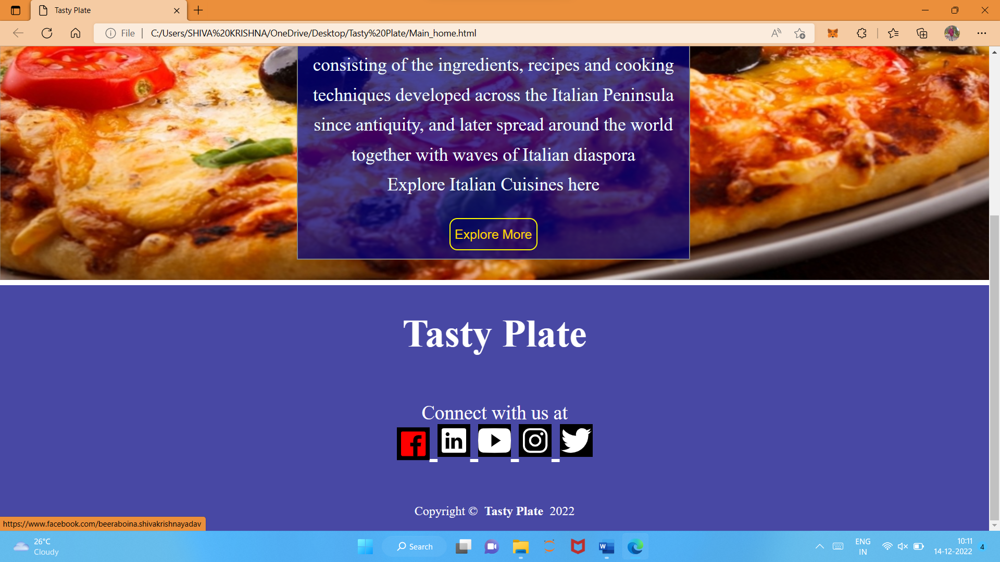 Tasty Plate
File
C:/Users/SHIVA%20KRISHNA/OneDrive/Desktop/Tasty%20Plate/Main_home.html
consisting of the ingredients, recipes and cooking
techniques developed across the Italian Peninsula
since antiquity, and later spread around the world
together with waves of Italian diaspora
Explore Italian Cuisines here
Explore More
Tasty Plate
Connect with us at
Copyright © Tasty Plate 2022
https://www.facebook.com/beeraboina.shivakrishnayadav
26°C
Cloudy
Search
ENG
IN
10:11
14-12-2022
4